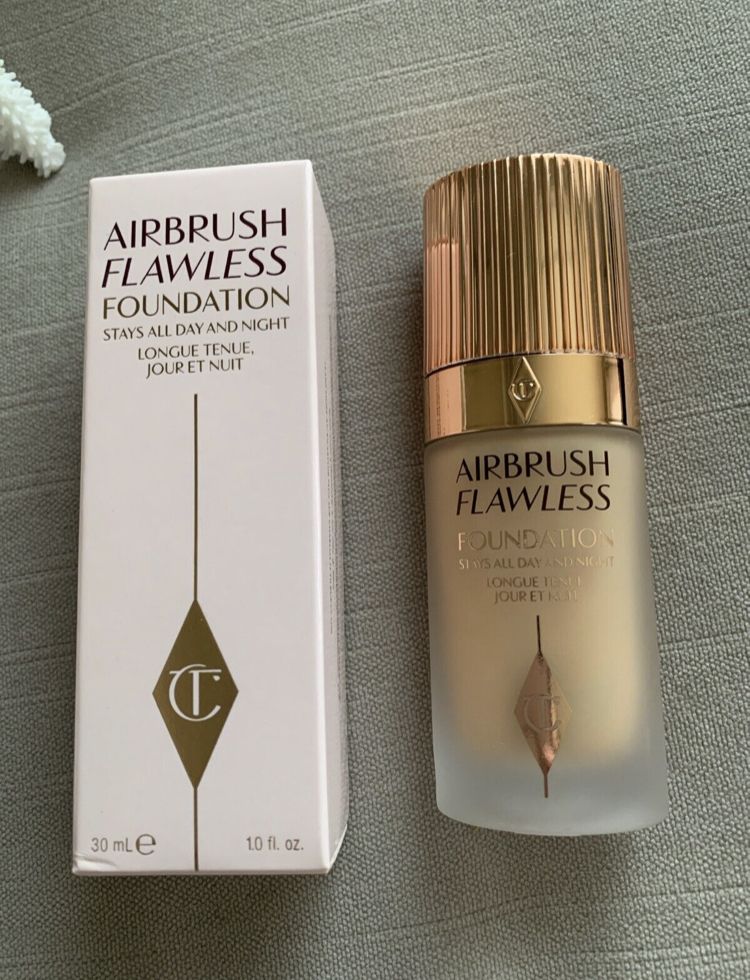 AIRBRUSH
FLAWLESS
FOUNDATION
STAYS ALL DAY AND NIGHT
LONGUE TENUE,
JOUR ET NUIT
CT
30 mL e
1.0 fl. oz.
CT
AIRBRUSH
FLAWLESS
FOUNDATION
STAYS ALL DAY AND NIGHT
LONGUE TENUE,
JOUR ET NUIT
CT